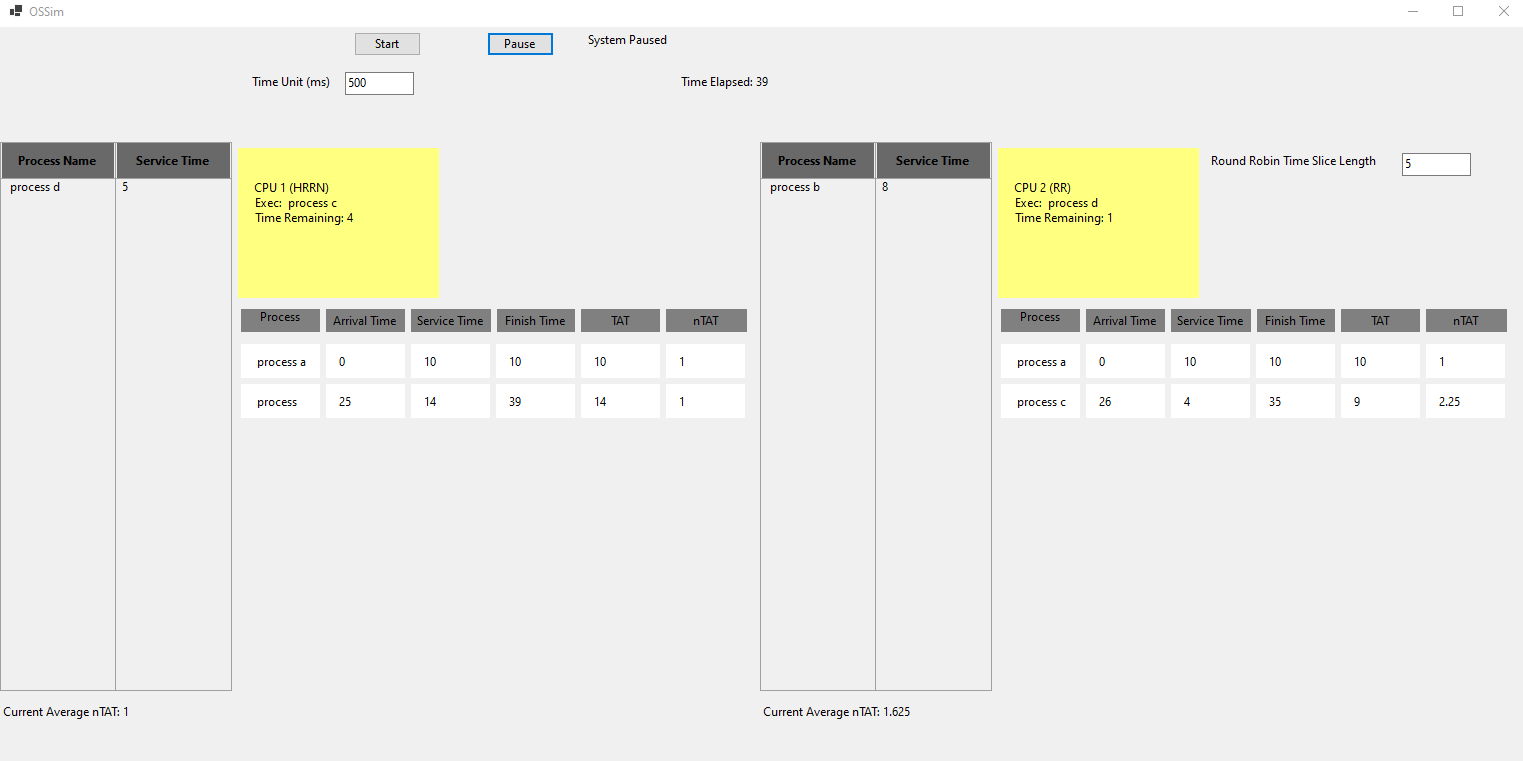 OSSim
Start Pause System Paused
Time Unit (ms) 500 Time Elapsed: 39
Process Name Service Time
process d 5
CPU 1 (HRRN)
Exec: process c
Time Remaining: 4
Process Arrival Time Service Time Finish Time TAT nTAT
process a 0 10 10 10 1
process 25 14 39 14 1
Current Average nTAT: 1
Process Name Service Time
process b 8
CPU 2 (RR)
Exec: process d
Time Remaining: 1
Round Robin Time Slice Length 5
Process Arrival Time Service Time Finish Time TAT nTAT
process a 0 10 10 10 1
process c 26 4 35 9 2.25
Current Average nTAT: 1.625